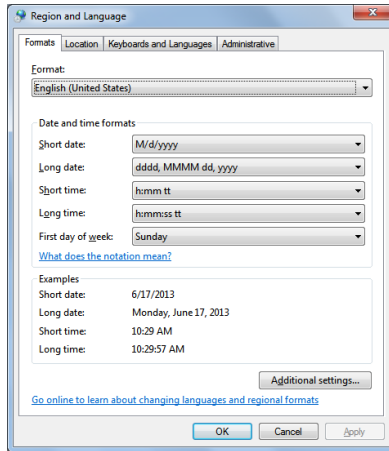 Region and Language
Formats Location Keyboards and Languages Administrative
Format:
English (United States)
Date and time formats
Short date: M/d/yyyy
Long date: dddd, MMMM dd, yyyy
Short time: h:mm tt
Long time: h:mm:ss tt
First day of week: Sunday
What does the notation mean?
Examples
Short date: 6/17/2013
Long date: Monday, June 17, 2013
Short time: 10:29 AM
Long time: 10:29:57 AM
Additional settings...
Go online to learn about changing languages and regional formats
OK Cancel Apply